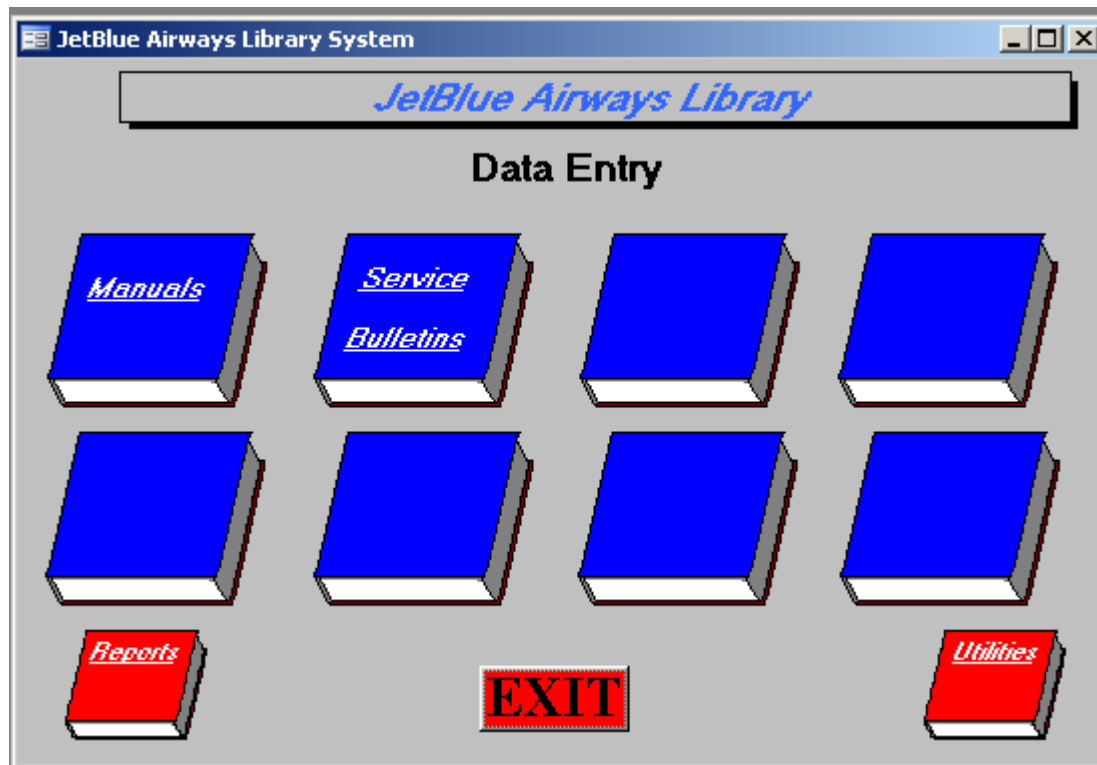 JetBlue Airways Library System
JetBlue Airways Library
Data Entry
Manuals
Service
Bulletins
Reports
Utilities
EXIT